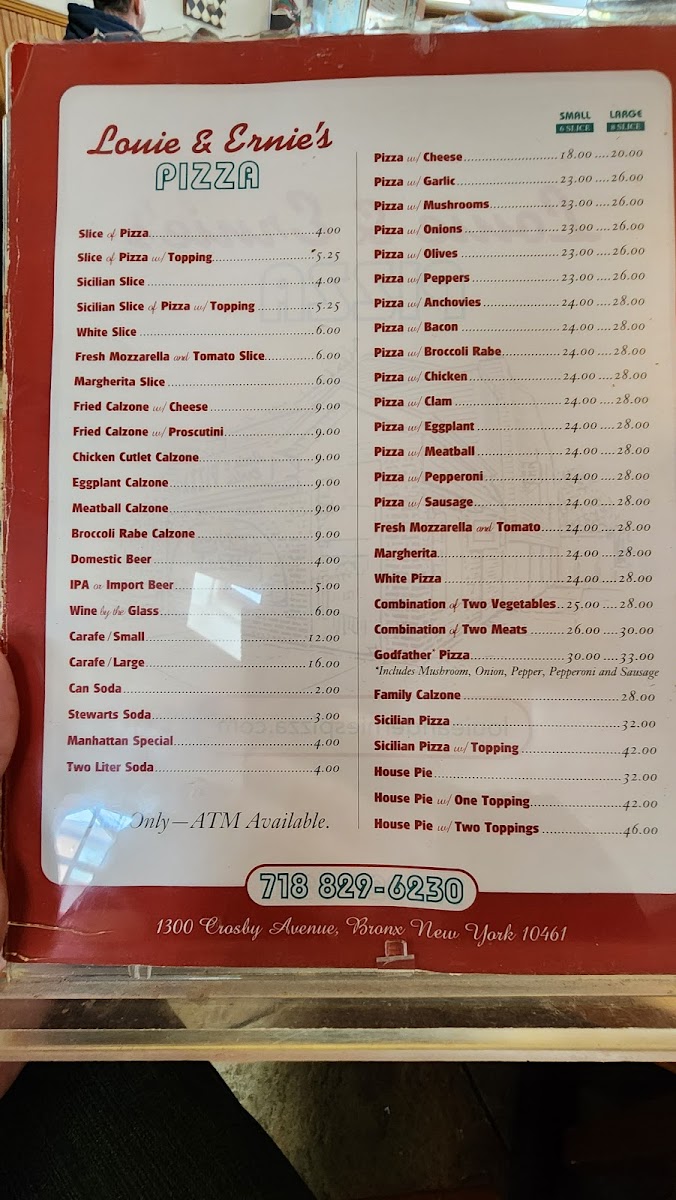 Louie & Ernie's
PIZZA
Slice of Pizza 4.00
Slice of Pizza w/ Topping 5.25
Sicilian Slice 4.00
Sicilian Slice of Pizza w/ Topping 5.25
White Slice 6.00
Fresh Mozzarella and Tomato Slice 6.00
Margherita Slice 6.00
Fried Calzone w/ Cheese 9.00
Fried Calzone w/ Proscutini 9.00
Chicken Cutlet Calzone 9.00
Eggplant Calzone 9.00
Meatball Calzone 9.00
Broccoli Rabe Calzone 9.00
Domestic Beer 4.00
IPA or Import Beer 5.00
Wine by the Glass 6.00
Carafe / Small 12.00
Carafe / Large 16.00
Can Soda 2.00
Stewarts Soda 3.00
Manhattan Special 4.00
Two Liter Soda 4.00
Only—ATM Available.
SMALL LARGE
6 SLICE 8 SLICE
Pizza w/ Cheese 18.00 20.00
Pizza w/ Garlic 23.00 26.00
Pizza w/ Mushrooms 23.00 26.00
Pizza w/ Onions 23.00 26.00
Pizza w/ Olives 23.00 26.00
Pizza w/ Peppers 23.00 26.00
Pizza w/ Anchovies 24.00 28.00
Pizza w/ Bacon 24.00 28.00
Pizza w/ Broccoli Rabe 24.00 28.00
Pizza w/ Chicken 24.00 28.00
Pizza w/ Clam 24.00 28.00
Pizza w/ Eggplant 24.00 28.00
Pizza w/ Meatball 24.00 28.00
Pizza w/ Pepperoni 24.00 28.00
Pizza w/ Sausage 24.00 28.00
Fresh Mozzarella and Tomato 24.00 28.00
Margherita 24.00 28.00
White Pizza 24.00 28.00
Combination of Two Vegetables 25.00 28.00
Combination of Two Meats 26.00 30.00
Godfather* Pizza 30.00 33.00
*Includes Mushroom, Onion, Pepper, Pepperoni and Sausage
Family Calzone 28.00
Sicilian Pizza 32.00
Sicilian Pizza w/ Topping 42.00
House Pie 32.00
House Pie w/ One Topping 42.00
House Pie w/ Two Toppings 46.00
718 829-6230
1300 Crosby Avenue, Bronx New York 10461